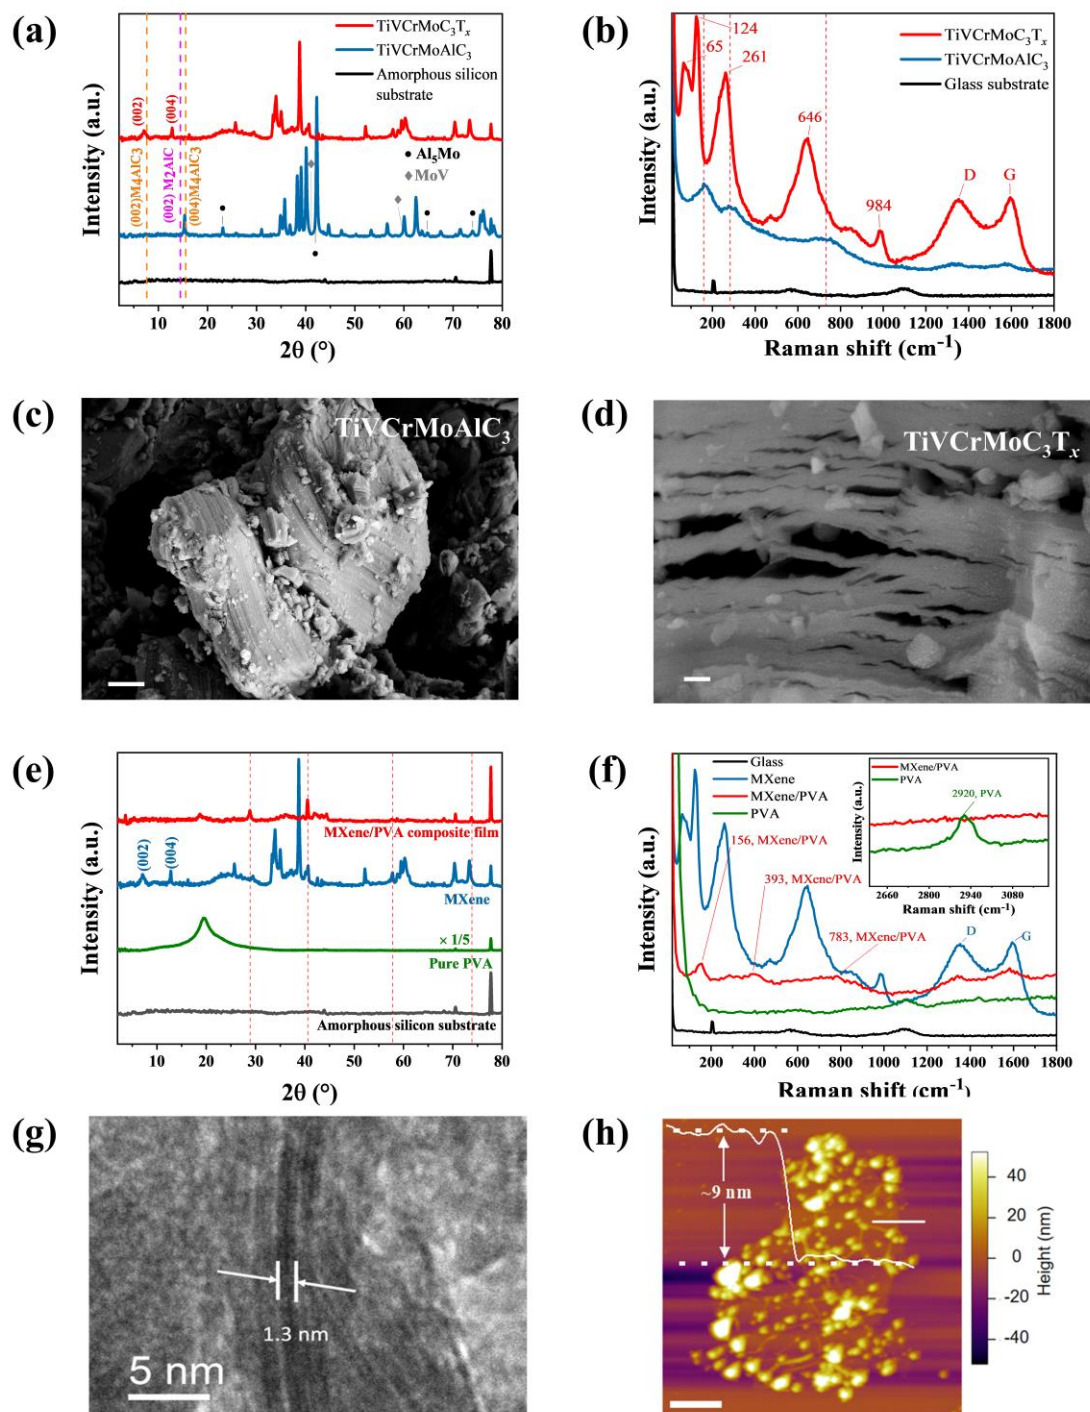 (a)
Intensity (a.u.)
TiVCrMoC₃Tₓ
TiVCrMoAlC₃
Amorphous silicon
substrate
(002)
(004)
(002)M₄AlC₃
(002) M₂AlC
(004)M₄AlC₃
Al₅Mo
MoV
10 20 30 40 50 60 70 80
2θ (°)
(b)
Intensity (a.u.)
124
65
261
646
984
D
G
TiVCrMoC₃Tₓ
TiVCrMoAlC₃
Glass substrate
200 400 600 800 1000 1200 1400 1600 1800
Raman shift (cm⁻¹)
(c)
TiVCrMoAlC₃
(d)
TiVCrMoC₃Tₓ
(e)
Intensity (a.u.)
MXene/PVA composite film
(002)
(004)
MXene
× 1/5
Pure PVA
Amorphous silicon substrate
10 20 30 40 50 60 70 80
2θ (°)
(f)
Intensity (a.u.)
Glass
MXene
MXene/PVA
PVA
156, MXene/PVA
393, MXene/PVA
783, MXene/PVA
D
G
MXene/PVA
PVA
2920, PVA
Intensity (a.u.)
2660 2800 2940 3080
Raman shift (cm⁻¹)
200 400 600 800 1000 1200 1400 1600 1800
Raman shift (cm⁻¹)
(g)
1.3 nm
5 nm
(h)
~9 nm
40
20
0
-20
-40
Height (nm)